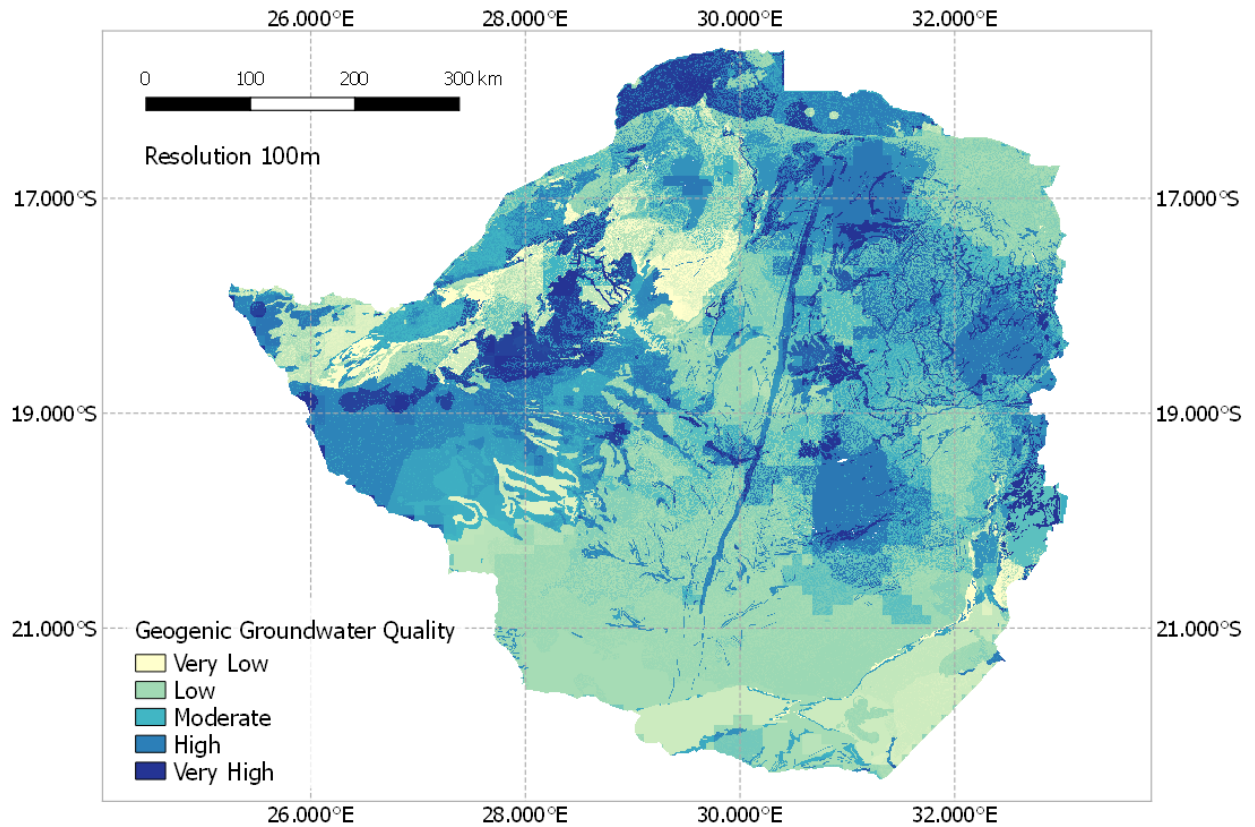 26.000°E 28.000°E 30.000°E 32.000°E
0 100 200 300 km
Resolution 100m
17.000°S 17.000°S
19.000°S 19.000°S
21.000°S 21.000°S
Geogenic Groundwater Quality
Very Low
Low
Moderate
High
Very High
26.000°E 28.000°E 30.000°E 32.000°E